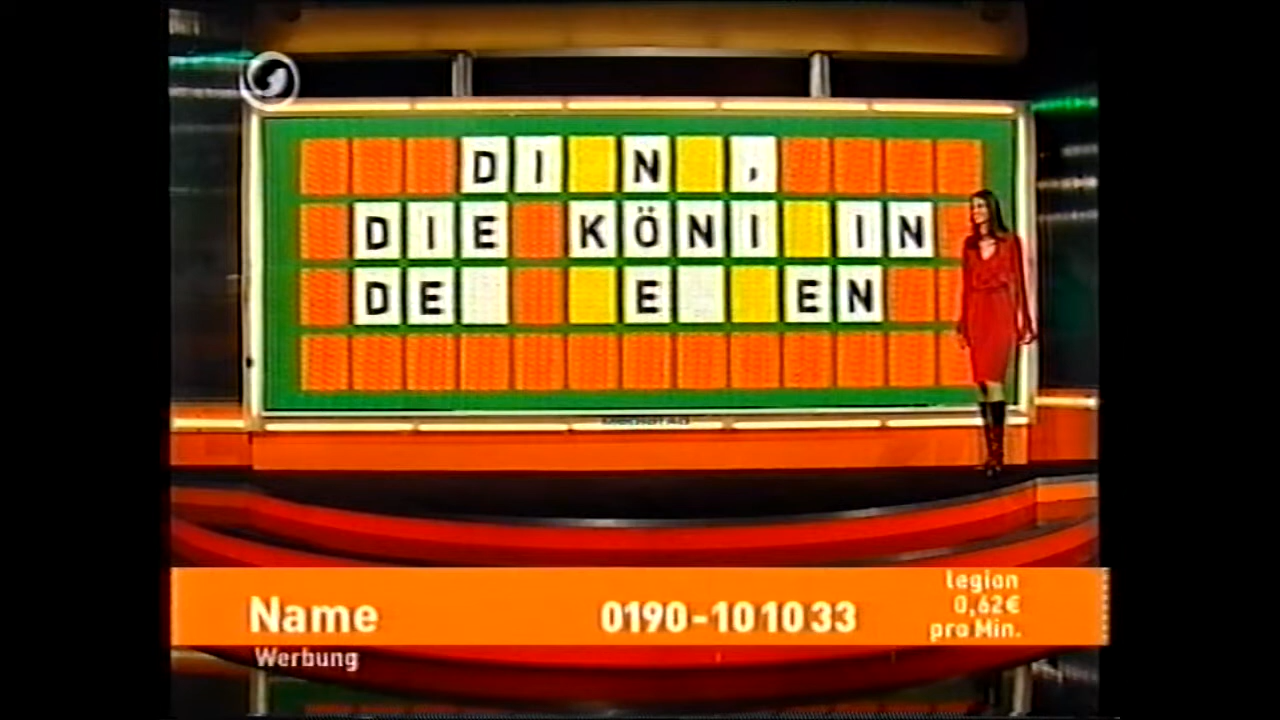 DI N ,
DIE KÖNI IN
DE E EN
legion
0,62€
Name 0190-101033
pro Min.
Werbung